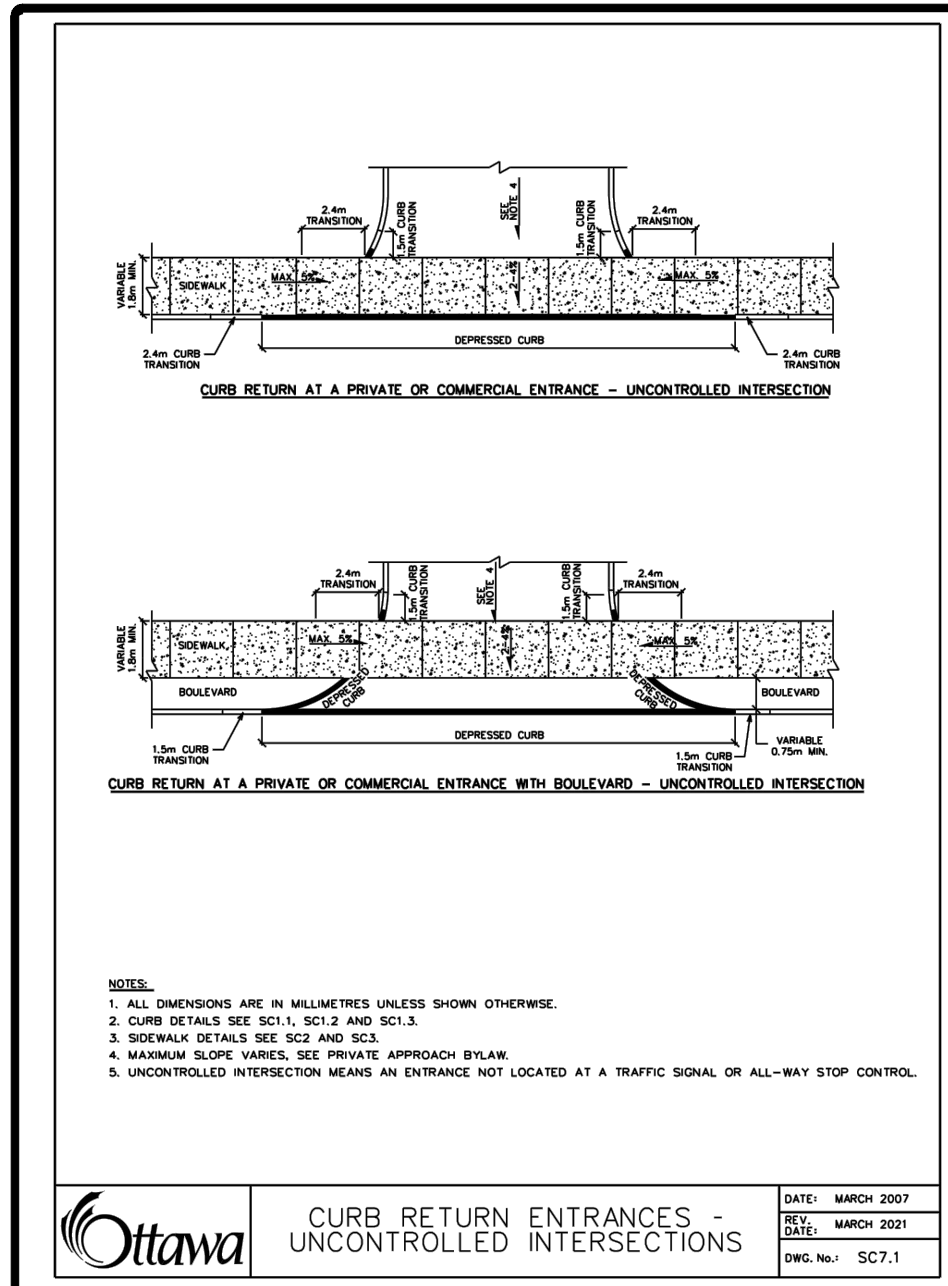 SEE
NOTE 4
2.4m
TRANSITION
1.5m CURB
TRANSITION
1.5m CURB
TRANSITION
2.4m
TRANSITION
VARIABLE
1.8m MIN.
SIDEWALK
MAX. 5%
2-4%
MAX. 5%
DEPRESSED CURB
2.4m CURB
TRANSITION
2.4m CURB
TRANSITION
CURB RETURN AT A PRIVATE OR COMMERCIAL ENTRANCE - UNCONTROLLED INTERSECTION
2.4m
TRANSITION
1.5m CURB
TRANSITION
SEE
NOTE 4
1.5m CURB
TRANSITION
2.4m
TRANSITION
VARIABLE
1.8m MIN.
SIDEWALK
MAX. 5%
2-4%
MAX. 5%
BOULEVARD
DEPRESSED
CURB
DEPRESSED
CURB
BOULEVARD
DEPRESSED CURB
1.5m CURB
TRANSITION
1.5m CURB
TRANSITION
VARIABLE
0.75m MIN.
CURB RETURN AT A PRIVATE OR COMMERCIAL ENTRANCE WITH BOULEVARD - UNCONTROLLED INTERSECTION
NOTES:
1. ALL DIMENSIONS ARE IN MILLIMETRES UNLESS SHOWN OTHERWISE.
2. CURB DETAILS SEE SC1.1, SC1.2 AND SC1.3.
3. SIDEWALK DETAILS SEE SC2 AND SC3.
4. MAXIMUM SLOPE VARIES, SEE PRIVATE APPROACH BYLAW.
5. UNCONTROLLED INTERSECTION MEANS AN ENTRANCE NOT LOCATED AT A TRAFFIC SIGNAL OR ALL-WAY STOP CONTROL.
Ottawa
CURB RETURN ENTRANCES -
UNCONTROLLED INTERSECTIONS
DATE: MARCH 2007
REV.
DATE: MARCH 2021
DWG. No.: SC7.1